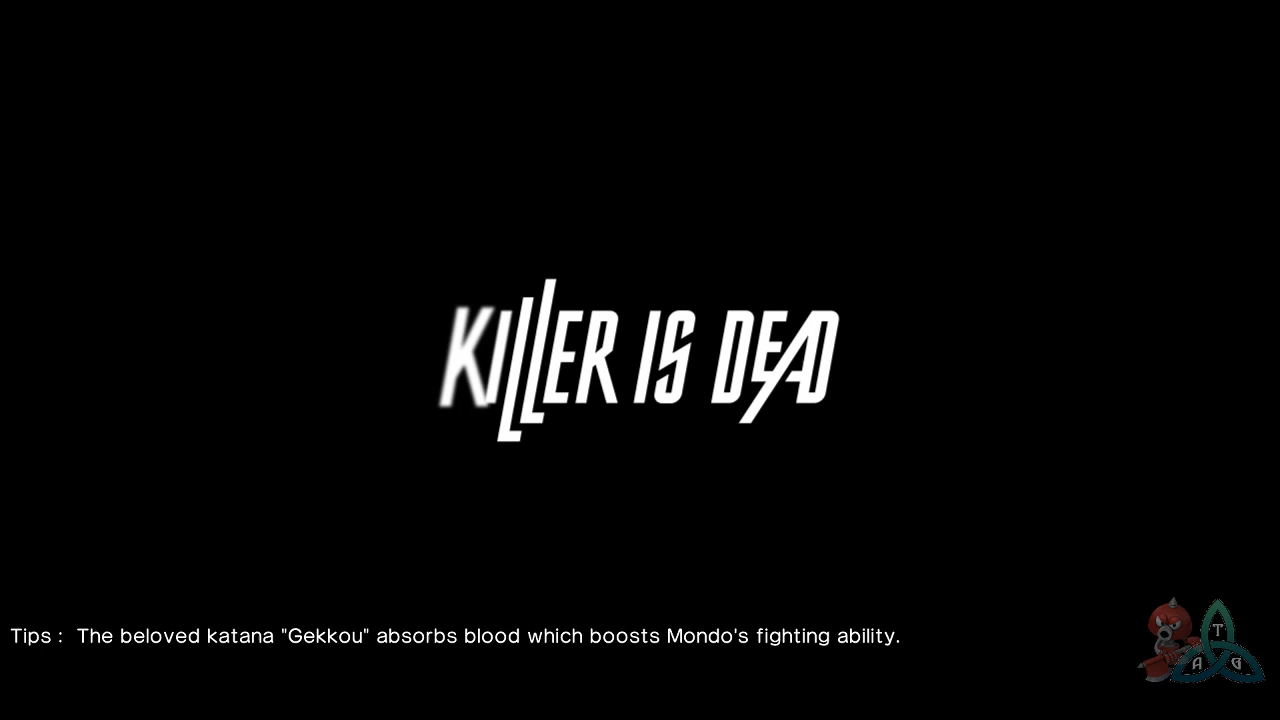 KILLER IS DEAD
Tips : The beloved katana "Gekkou" absorbs blood which boosts Mondo's fighting ability.
T
A G